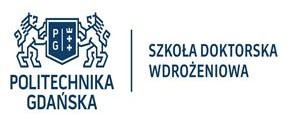 PG
POLITECHNIKA
GDAŃSKA
SZKOŁA DOKTORSKA
WDROŻENIOWA